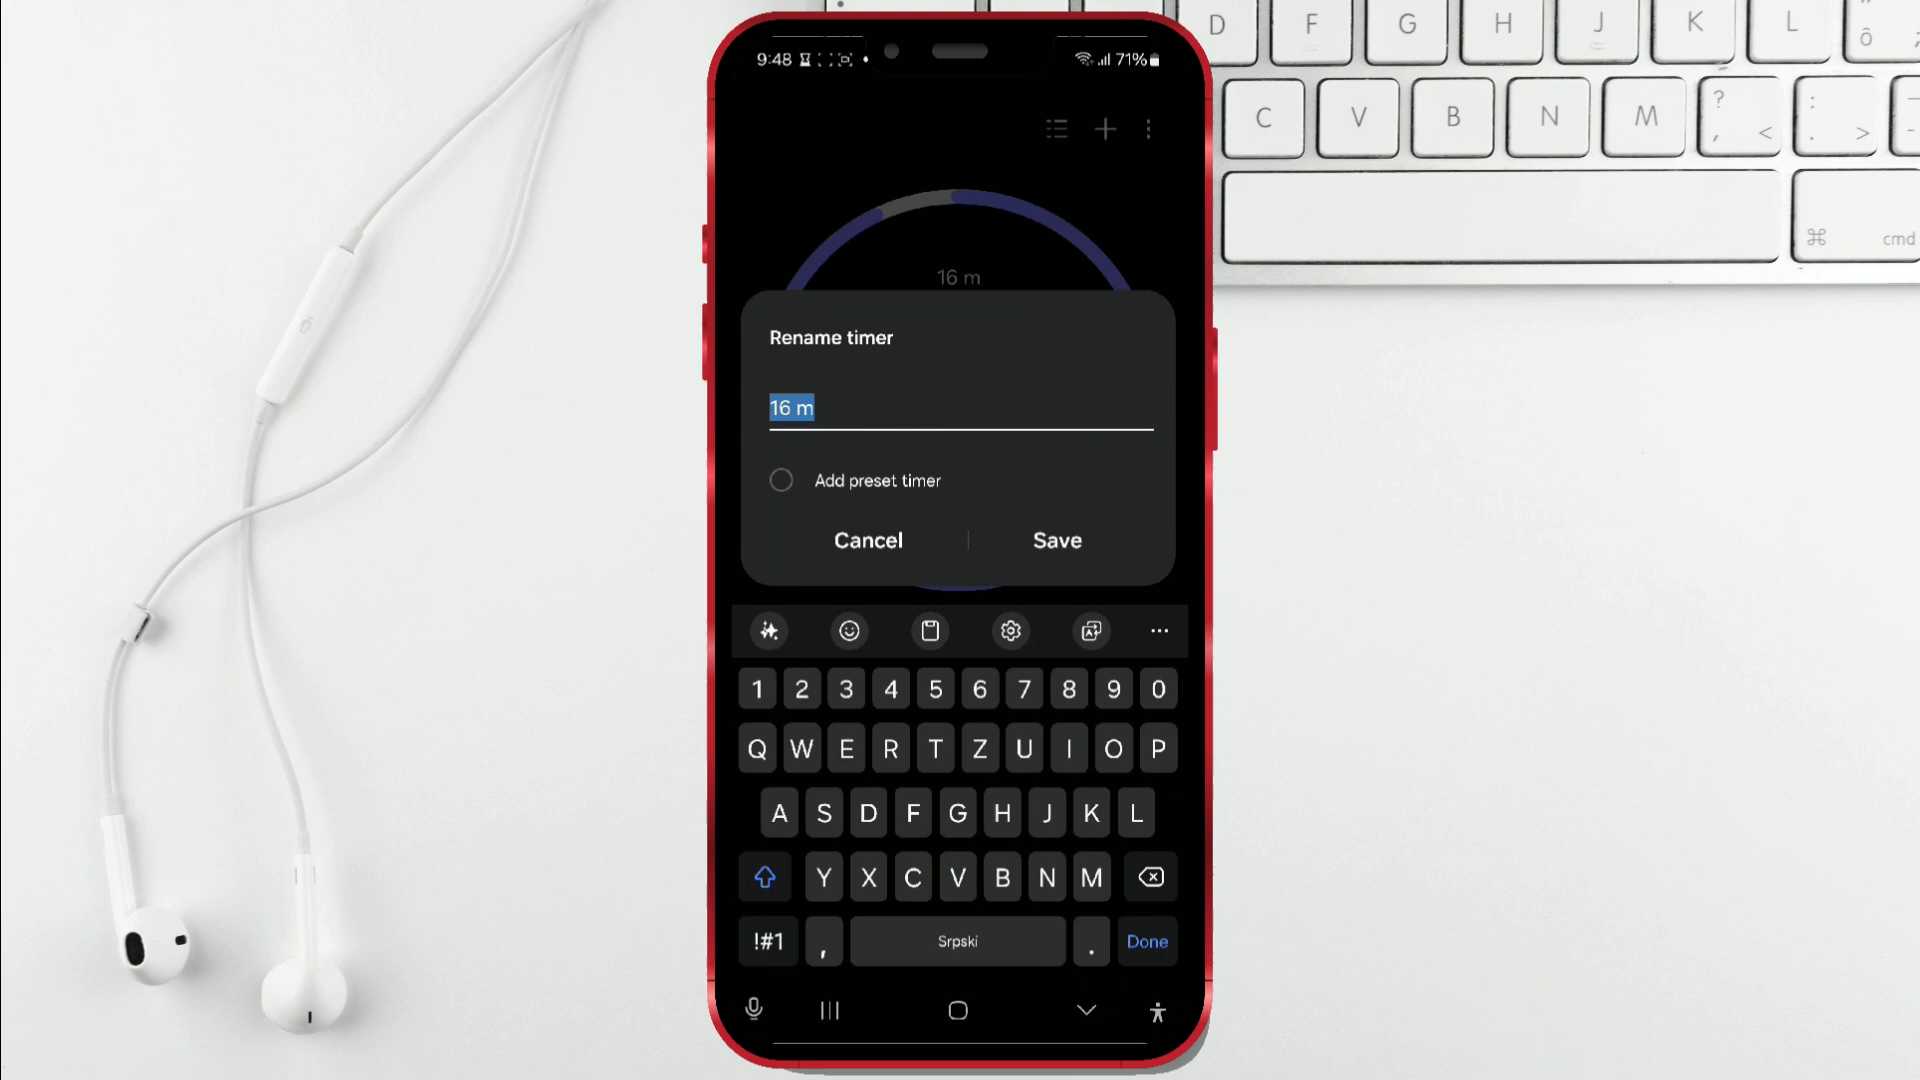 D F G H J K L ô
C V B N M ? , < : . >
⌘ cmd
9:48 71%
16 m
Rename timer
16 m
Add preset timer
Cancel Save
1 2 3 4 5 6 7 8 9 0
Q W E R T Z U I O P
A S D F G H J K L
Y X C V B N M
!#1 , Srpski . Done